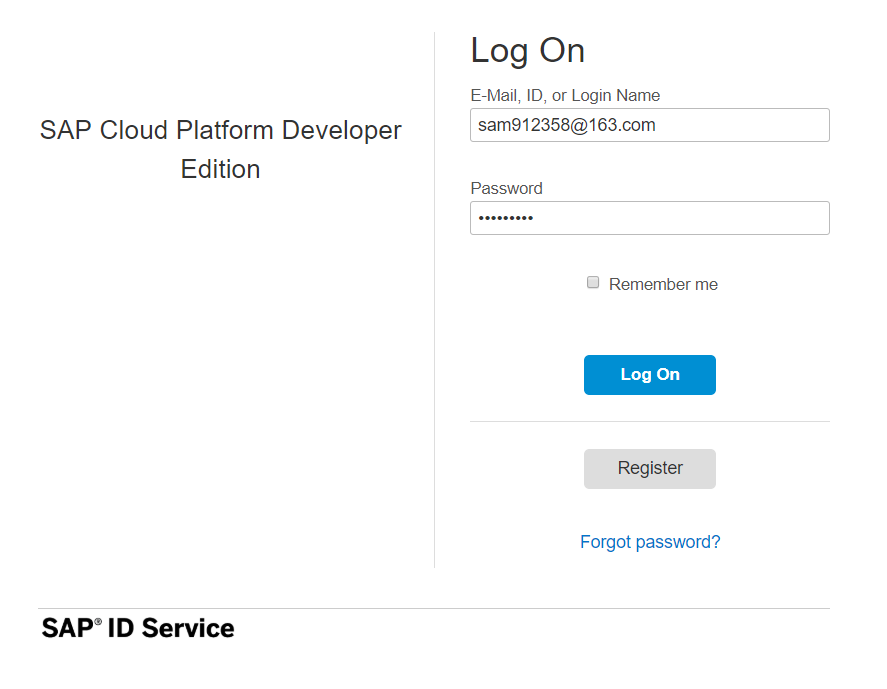 SAP Cloud Platform Developer
Edition
Log On
E-Mail, ID, or Login Name
sam912358@163.com
Password
•••••••••
Remember me
Log On
Register
Forgot password?
SAP® ID Service